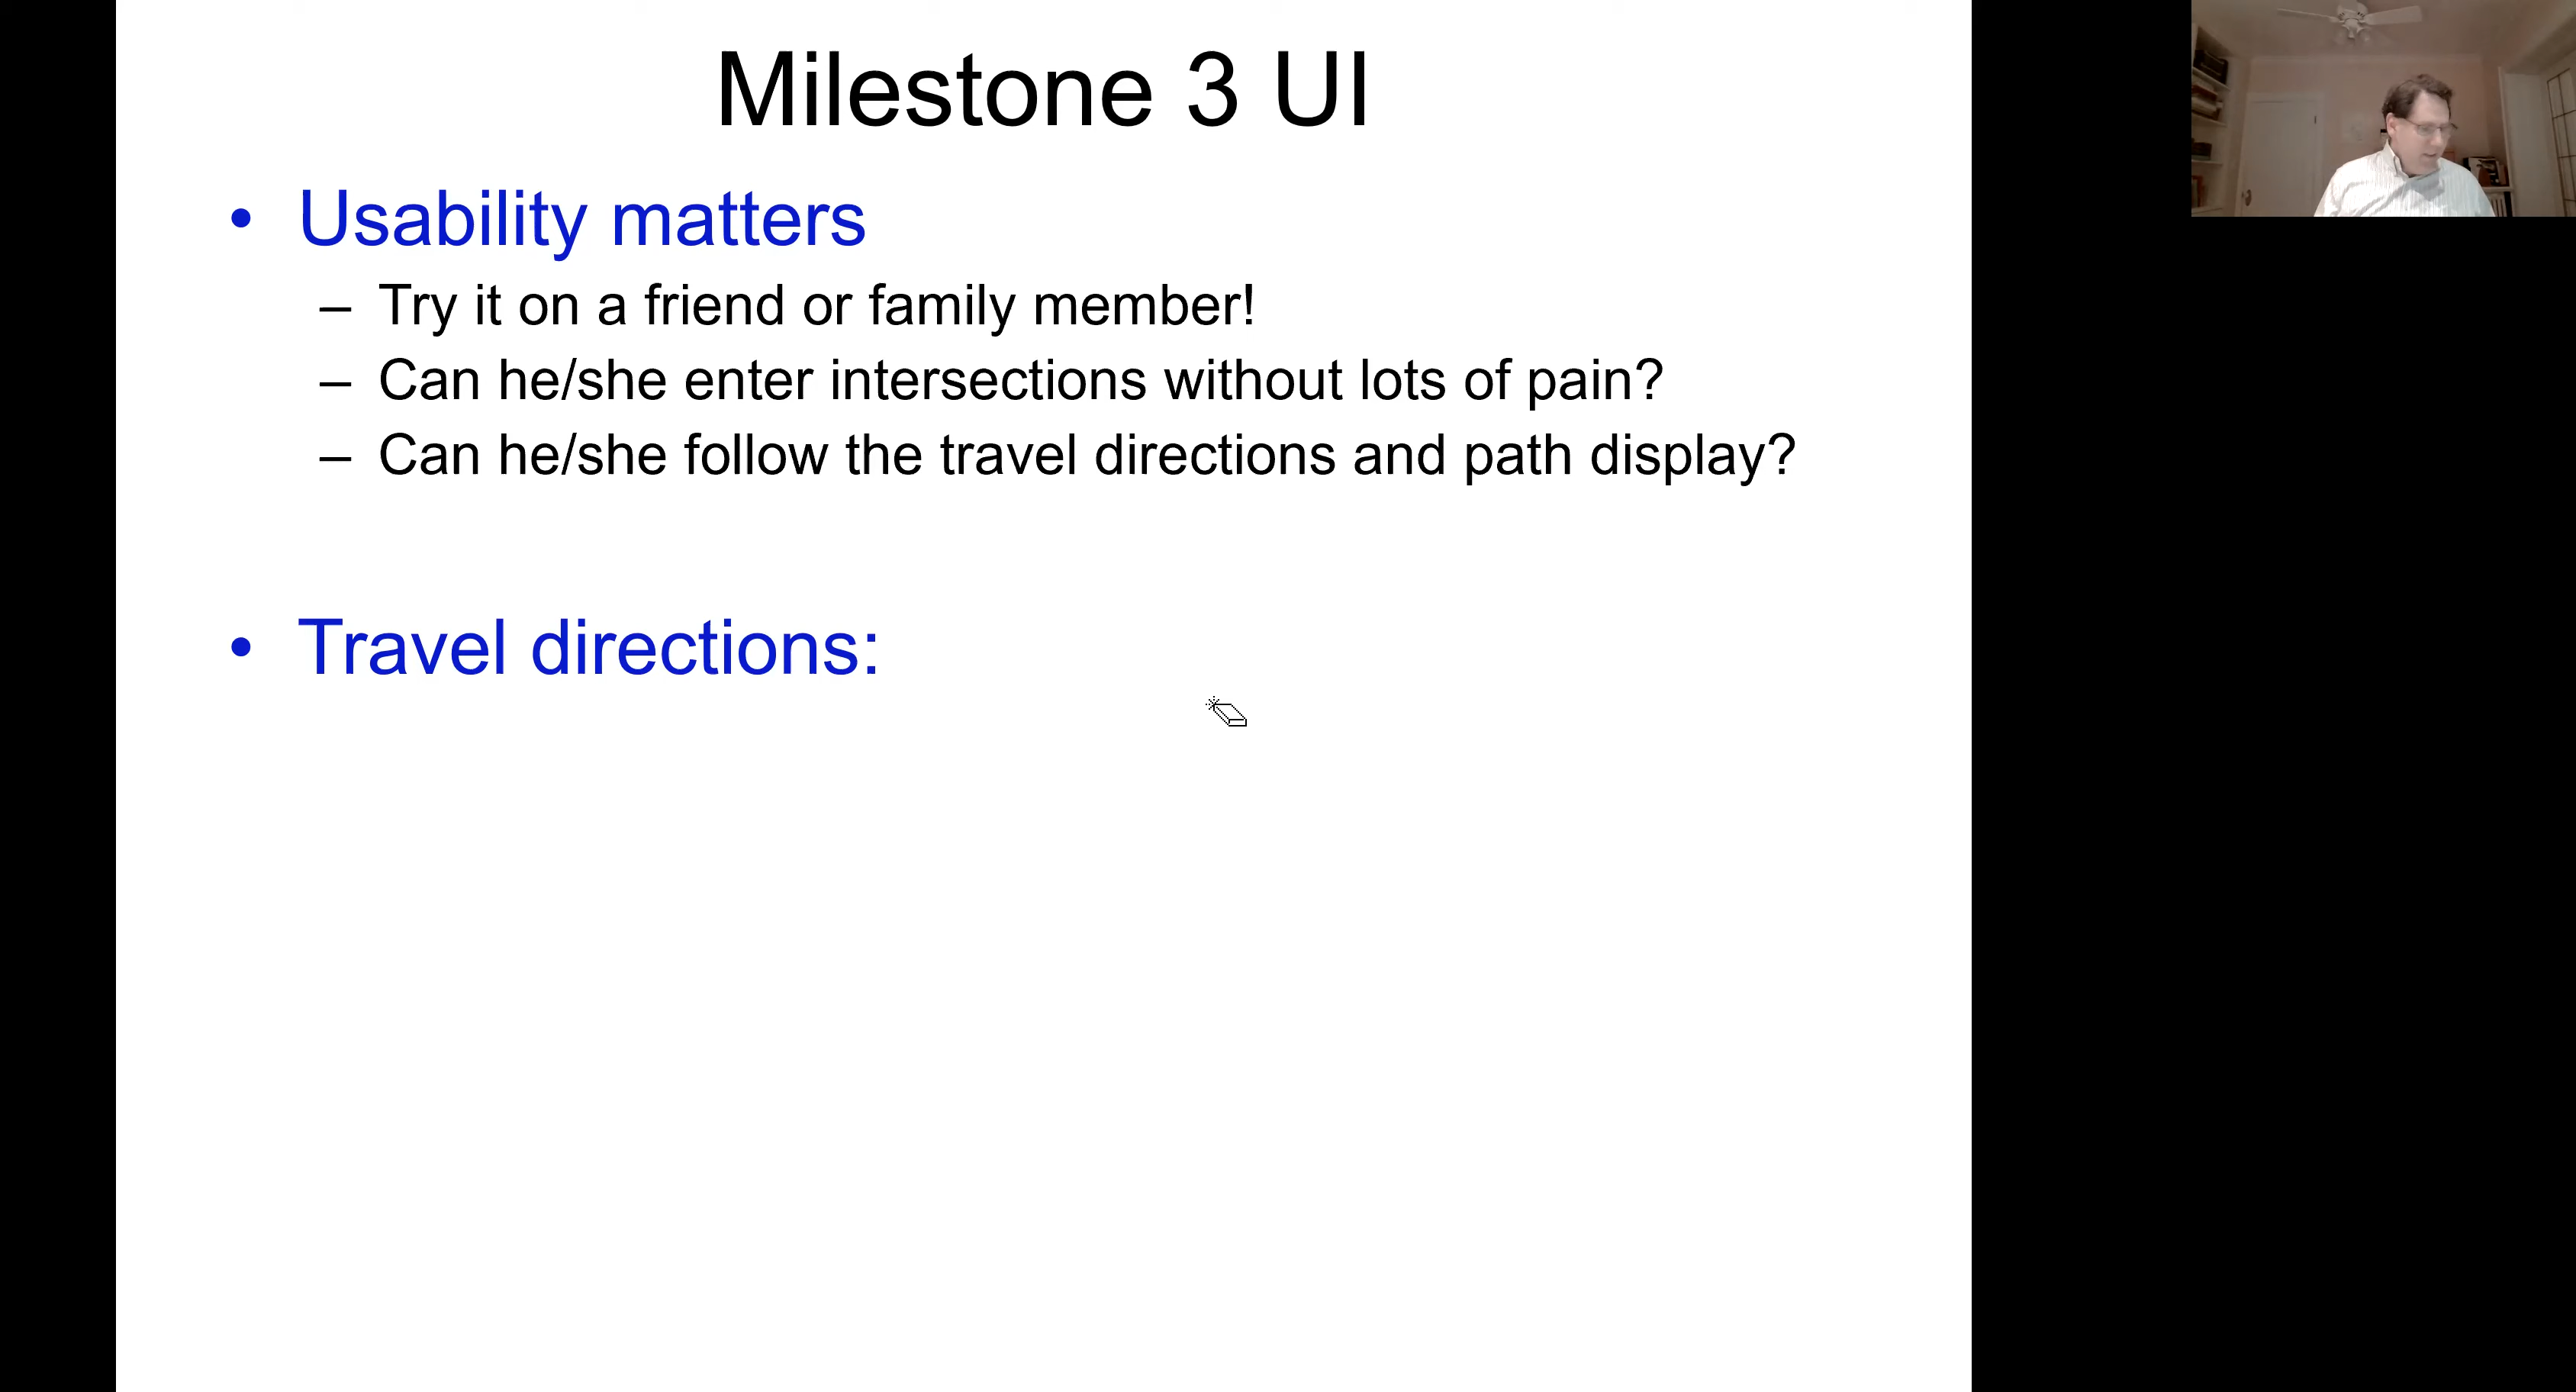 Milestone 3 UI
• Usability matters
– Try it on a friend or family member!
– Can he/she enter intersections without lots of pain?
– Can he/she follow the travel directions and path display?
• Travel directions: